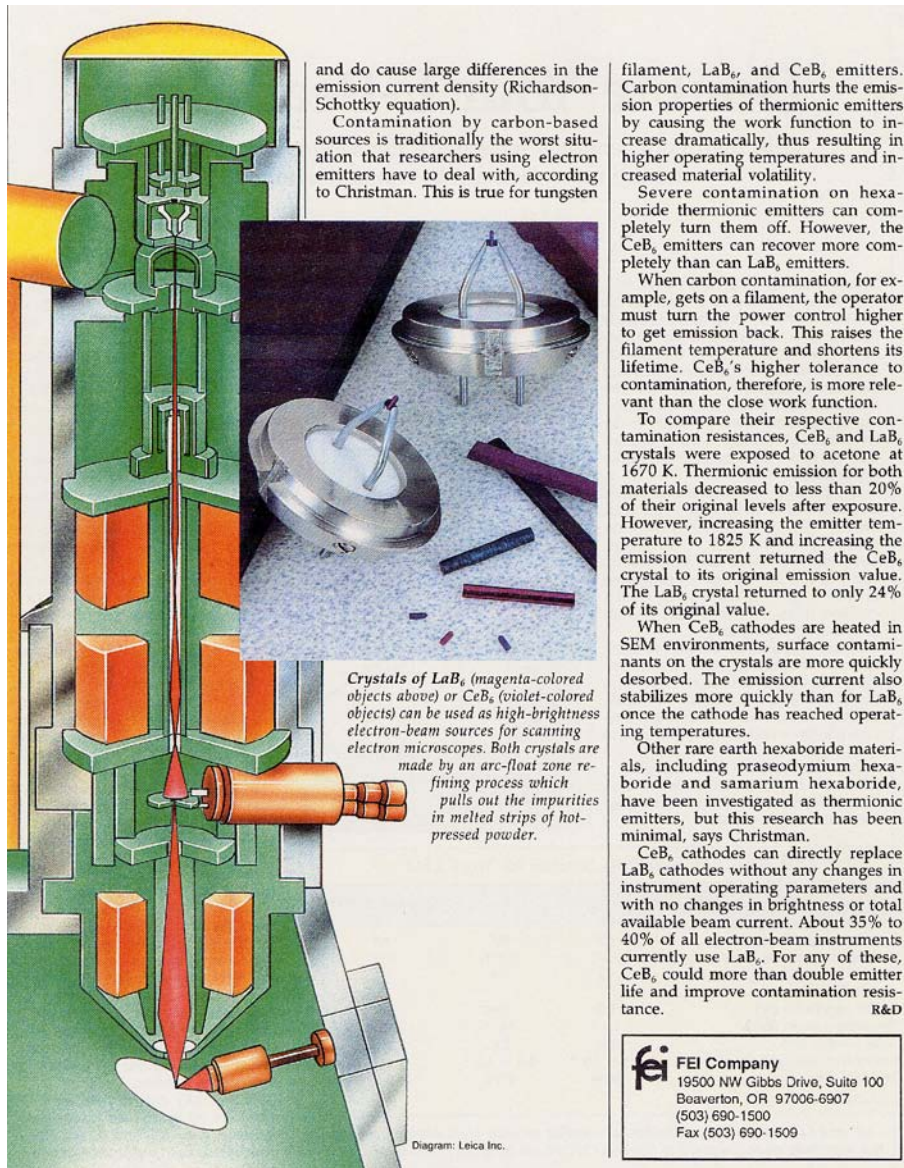 and do cause large differences in the
emission current density (Richardson-
Schottky equation).
Contamination by carbon-based
sources is traditionally the worst situ-
ation that researchers using electron
emitters have to deal with, according
to Christman. This is true for tungsten
Crystals of LaB₆ (magenta-colored
objects above) or CeB₆ (violet-colored
objects) can be used as high-brightness
electron-beam sources for scanning
electron microscopes. Both crystals are
made by an arc-float zone re-
fining process which
pulls out the impurities
in melted strips of hot-
pressed powder.
filament, LaB₆, and CeB₆ emitters.
Carbon contamination hurts the emis-
sion properties of thermionic emitters
by causing the work function to in-
crease dramatically, thus resulting in
higher operating temperatures and in-
creased material volatility.
Severe contamination on hexa-
boride thermionic emitters can com-
pletely turn them off. However, the
CeB₆ emitters can recover more com-
pletely than can LaB₆ emitters.
When carbon contamination, for ex-
ample, gets on a filament, the operator
must turn the power control higher
to get emission back. This raises the
filament temperature and shortens its
lifetime. CeB₆'s higher tolerance to
contamination, therefore, is more rele-
vant than the close work function.
To compare their respective con-
tamination resistances, CeB₆ and LaB₆
crystals were exposed to acetone at
1670 K. Thermionic emission for both
materials decreased to less than 20%
of their original levels after exposure.
However, increasing the emitter tem-
perature to 1825 K and increasing the
emission current returned the CeB₆
crystal to its original emission value.
The LaB₆ crystal returned to only 24%
of its original value.
When CeB₆ cathodes are heated in
SEM environments, surface contami-
nants on the crystals are more quickly
desorbed. The emission current also
stabilizes more quickly than for LaB₆
once the cathode has reached operat-
ing temperatures.
Other rare earth hexaboride materi-
als, including praseodymium hexa-
boride and samarium hexaboride,
have been investigated as thermionic
emitters, but this research has been
minimal, says Christman.
CeB₆ cathodes can directly replace
LaB₆ cathodes without any changes in
instrument operating parameters and
with no changes in brightness or total
available beam current. About 35% to
40% of all electron-beam instruments
currently use LaB₆. For any of these,
CeB₆ could more than double emitter
life and improve contamination resis-
tance. R&D
fei FEI Company
19500 NW Gibbs Drive, Suite 100
Beaverton, OR 97006-6907
(503) 690-1500
Fax (503) 690-1509
Diagram: Leica Inc.